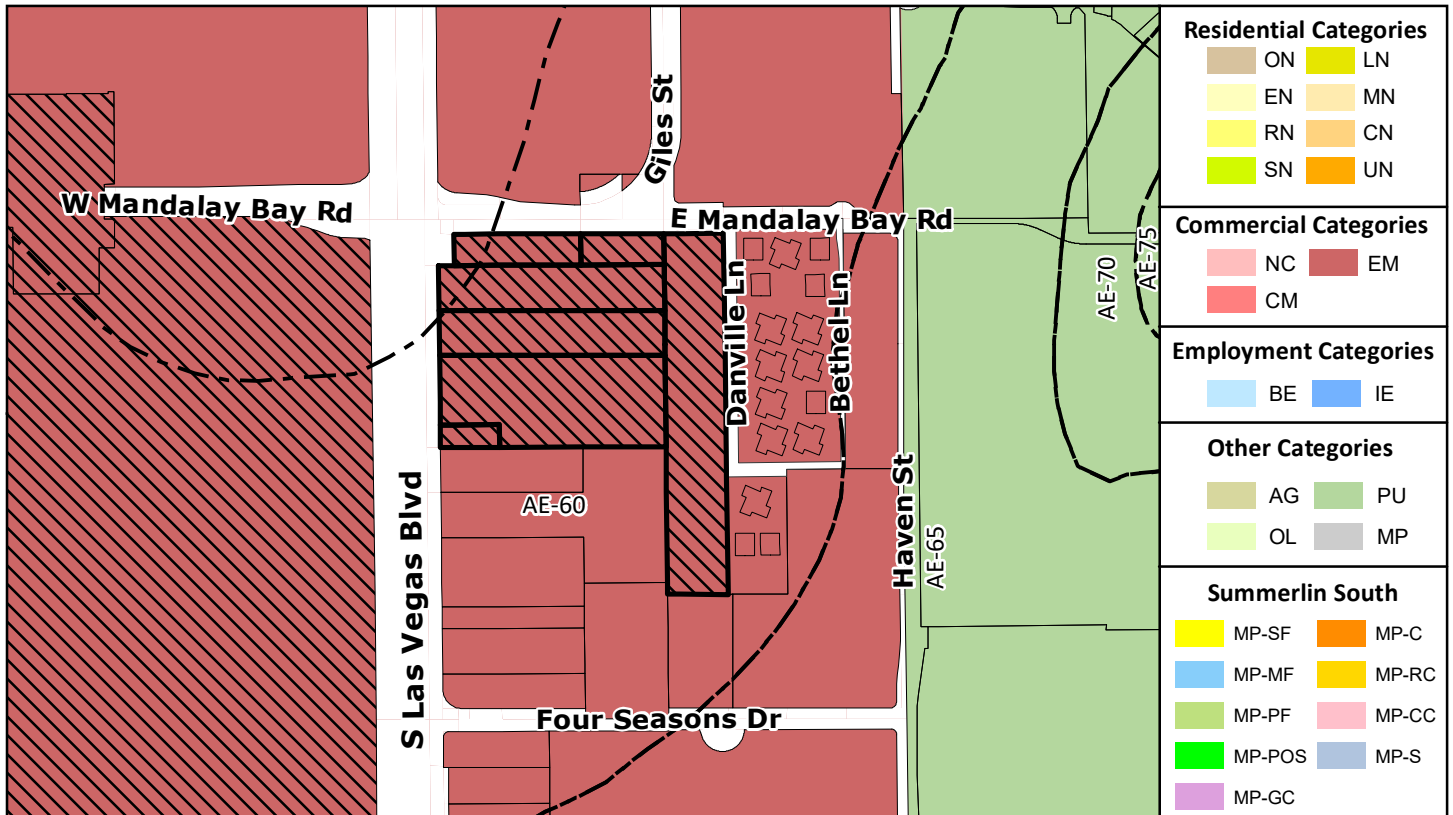 Giles St
W Mandalay Bay Rd
E Mandalay Bay Rd
Danville Ln
Bethel Ln
AE-70
AE-75
S Las Vegas Blvd
AE-60
Haven St
AE-65
Four Seasons Dr
Residential Categories
ON LN
EN MN
RN CN
SN UN
Commercial Categories
NC EM
CM
Employment Categories
BE IE
Other Categories
AG PU
OL MP
Summerlin South
MP-SF MP-C
MP-MF MP-RC
MP-PF MP-CC
MP-POS MP-S
MP-GC